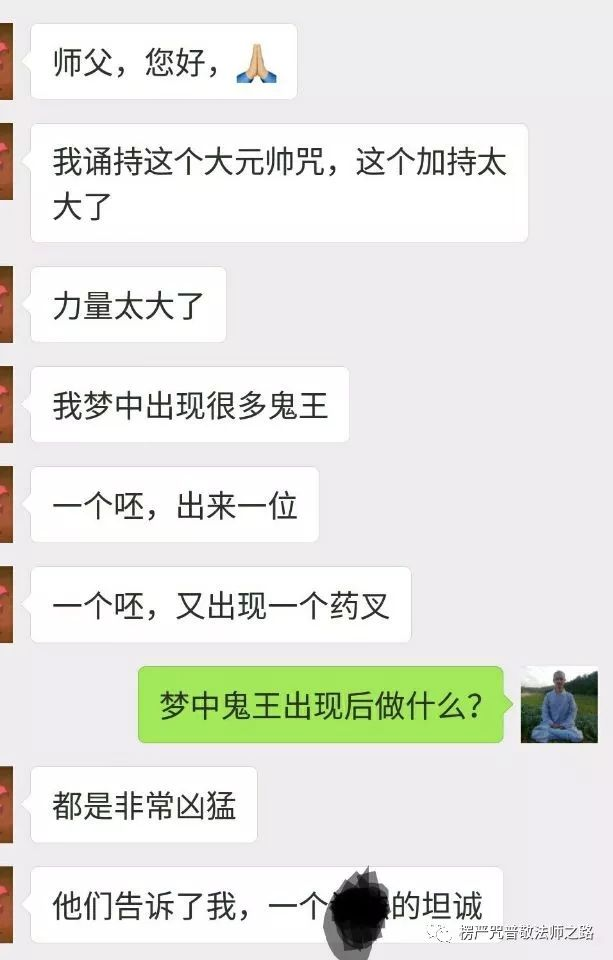 师父，您好，🙏
我诵持这个大元帅咒，这个加持太
大了
力量太大了
我梦中出现很多鬼王
一个呸，出来一位
一个呸，又出现一个药叉
梦中鬼王出现后做什么？
都是非常凶猛
他们告诉了我，一个的坦诚
楞严咒普敬法师之路